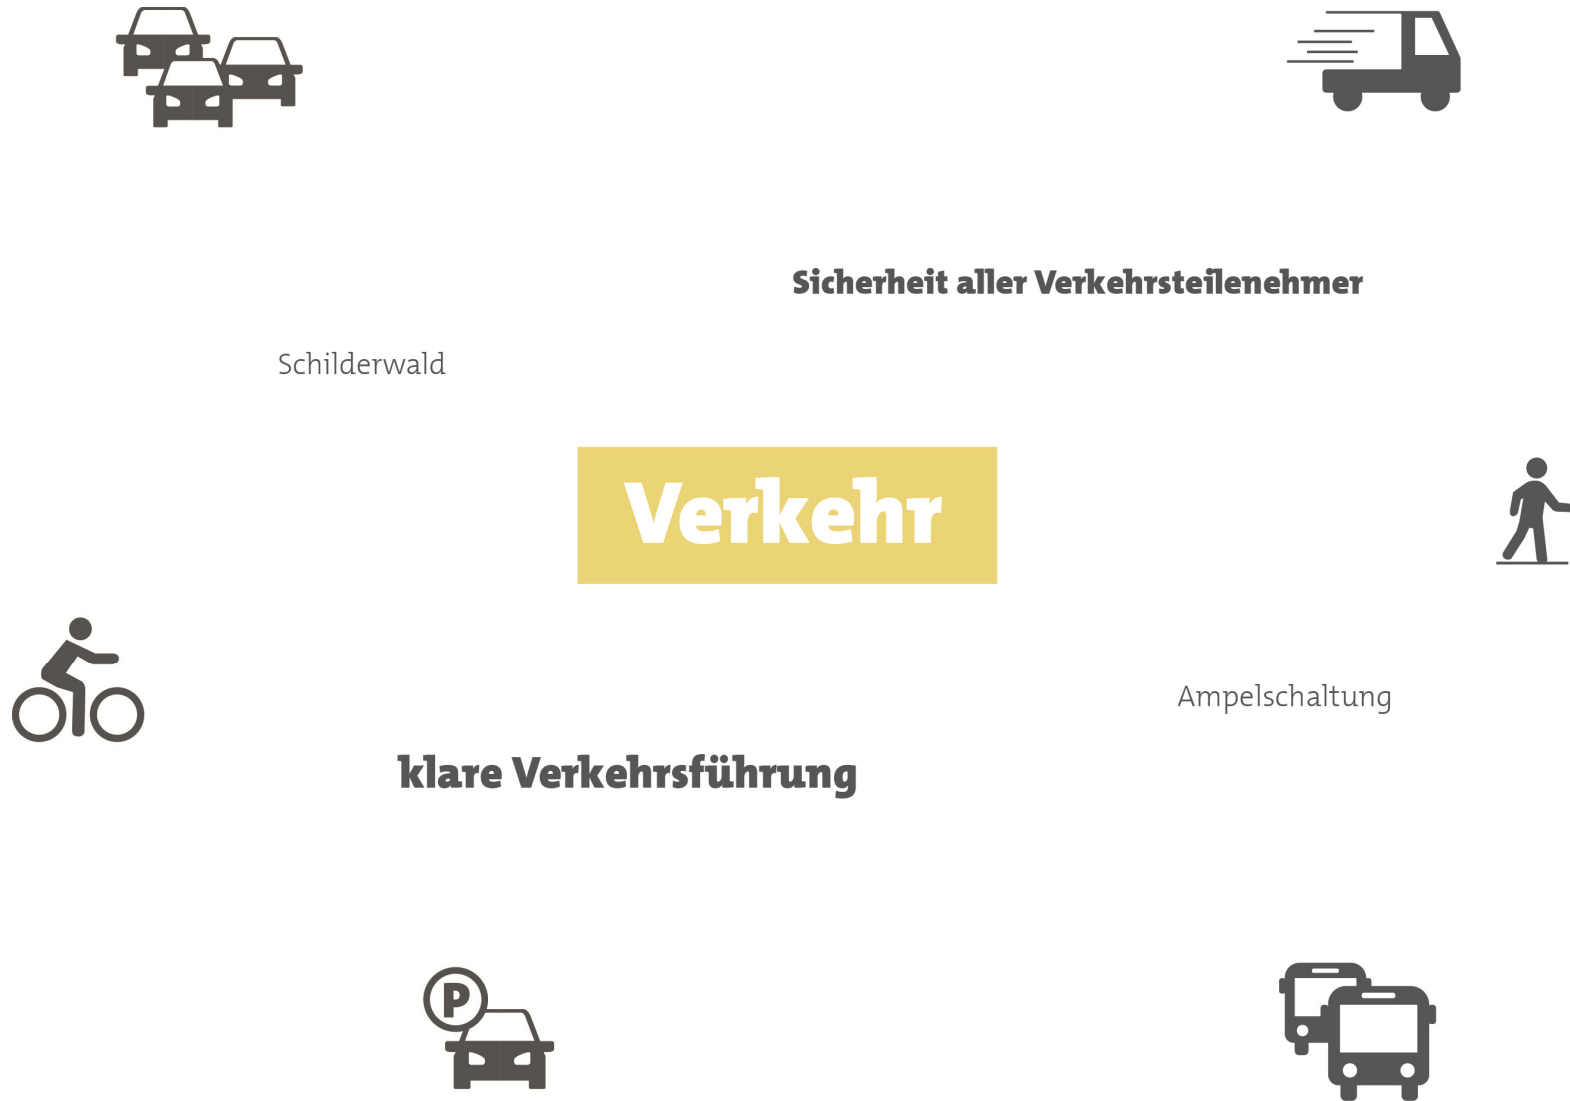 Sicherheit aller Verkehrsteilenehmer
Schilderwald
Verkehr
Ampelschaltung
klare Verkehrsführung
P